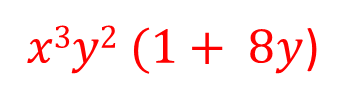 x³y² (1 + 8y)